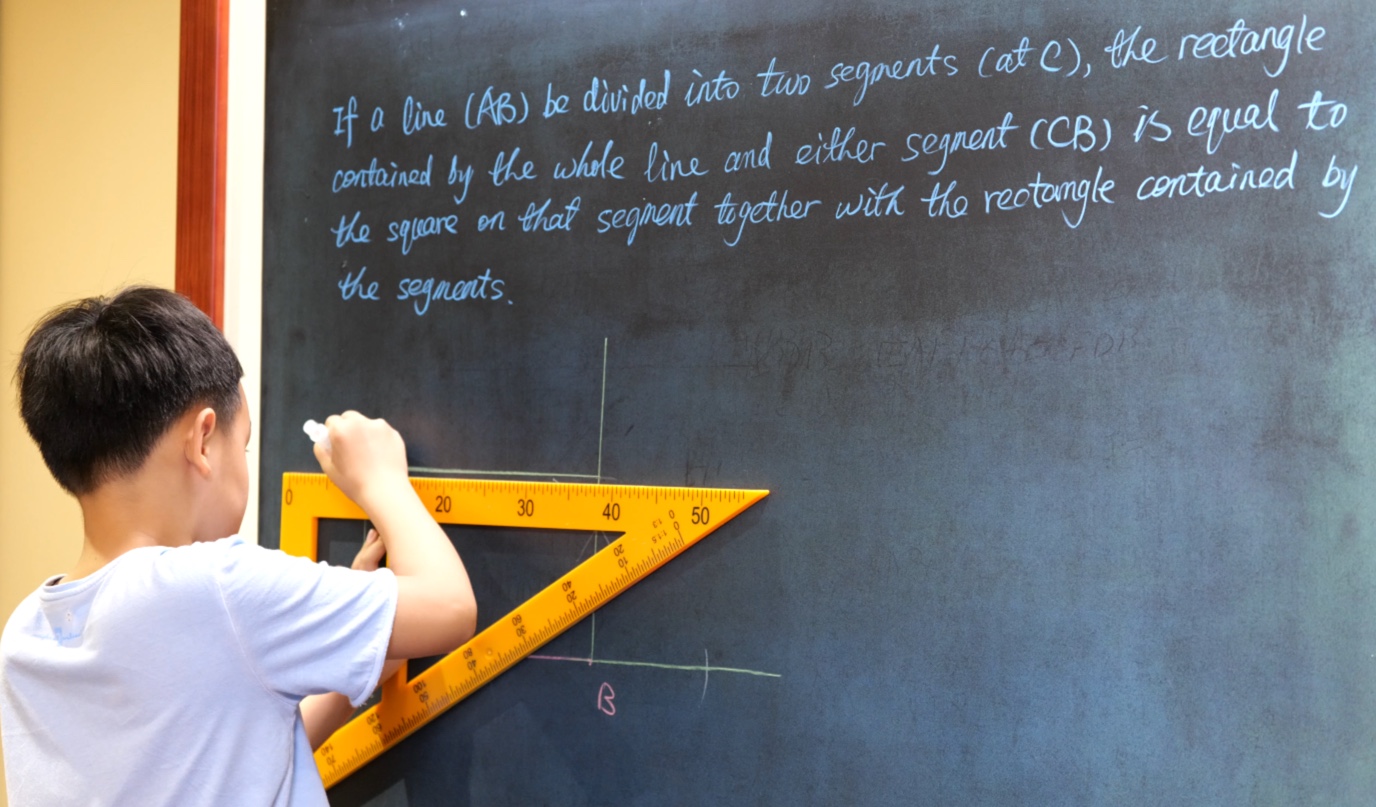 If a line (AB) be divided into two segments (at C), the rectangle
contained by the whole line and either segment (CB) is equal to
the square on that segment together with the rectangle contained by
the segments.
0 20 30 40 50
B